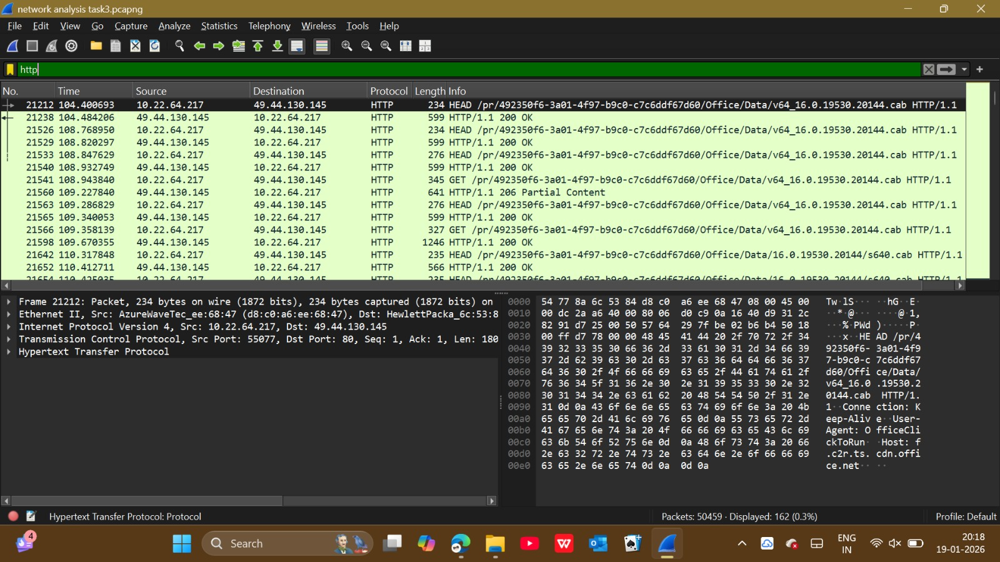 network analysis task3.pcapng
File Edit View Go Capture Analyze Statistics Telephony Wireless Tools Help
http
No. Time Source Destination Protocol Length Info
21212 104.400693 10.22.64.217 49.44.130.145 HTTP 234 HEAD /pr/492350f6-3a01-4f97-b9c0-c7c6ddf67d60/Office/Data/v64_16.0.19530.20144.cab HTTP/1.1
21238 104.484206 49.44.130.145 10.22.64.217 HTTP 599 HTTP/1.1 200 OK
21526 108.768950 10.22.64.217 49.44.130.145 HTTP 234 HEAD /pr/492350f6-3a01-4f97-b9c0-c7c6ddf67d60/Office/Data/v64_16.0.19530.20144.cab HTTP/1.1
21529 108.820297 49.44.130.145 10.22.64.217 HTTP 599 HTTP/1.1 200 OK
21533 108.847629 10.22.64.217 49.44.130.145 HTTP 276 HEAD /pr/492350f6-3a01-4f97-b9c0-c7c6ddf67d60/Office/Data/v64_16.0.19530.20144.cab HTTP/1.1
21540 108.932749 49.44.130.145 10.22.64.217 HTTP 599 HTTP/1.1 200 OK
21541 108.943840 10.22.64.217 49.44.130.145 HTTP 345 GET /pr/492350f6-3a01-4f97-b9c0-c7c6ddf67d60/Office/Data/v64_16.0.19530.20144.cab HTTP/1.1
21560 109.227840 49.44.130.145 10.22.64.217 HTTP 641 HTTP/1.1 206 Partial Content
21563 109.286829 10.22.64.217 49.44.130.145 HTTP 276 HEAD /pr/492350f6-3a01-4f97-b9c0-c7c6ddf67d60/Office/Data/v64_16.0.19530.20144.cab HTTP/1.1
21565 109.340053 49.44.130.145 10.22.64.217 HTTP 599 HTTP/1.1 200 OK
21566 109.358139 10.22.64.217 49.44.130.145 HTTP 327 GET /pr/492350f6-3a01-4f97-b9c0-c7c6ddf67d60/Office/Data/v64_16.0.19530.20144.cab HTTP/1.1
21598 109.670355 49.44.130.145 10.22.64.217 HTTP 1246 HTTP/1.1 200 OK
21642 110.317848 10.22.64.217 49.44.130.145 HTTP 235 HEAD /pr/492350f6-3a01-4f97-b9c0-c7c6ddf67d60/Office/Data/16.0.19530.20144/s640.cab HTTP/1.1
21652 110.412711 49.44.130.145 10.22.64.217 HTTP 566 HTTP/1.1 200 OK
21654 110.425035 10.22.64.217 49.44.130.145 HTTP 235 HEAD /pr/492350f6-3a01-4f97-b9c0-c7c6ddf67d60/Office/Data/16.0.19530.20144/s640.cab HTTP/1.1
Frame 21212: Packet, 234 bytes on wire (1872 bits), 234 bytes captured (1872 bits) on
Ethernet II, Src: AzureWaveTec_ee:68:47 (d8:c0:a6:ee:68:47), Dst: HewlettPacka_6c:53:8
Internet Protocol Version 4, Src: 10.22.64.217, Dst: 49.44.130.145
Transmission Control Protocol, Src Port: 55077, Dst Port: 80, Seq: 1, Ack: 1, Len: 180
Hypertext Transfer Protocol
0000 54 77 8a 6c 53 84 d8 c0 a6 ee 68 47 08 00 45 00 Tw·lS··· ··hG··E·
0010 00 dc 2a a6 40 00 80 06 d0 c9 0a 16 40 d9 31 2c ··*·@··· ····@·1,
0020 82 91 d7 25 00 50 57 64 29 7f be 02 b6 b4 50 18 ···%·PWd )·····P·
0030 00 ff d7 78 00 00 48 45 41 44 20 2f 70 72 2f 34 ···x··HE AD /pr/4
0040 39 32 33 35 30 66 36 2d 33 61 30 31 2d 34 66 39 92350f6- 3a01-4f9
0050 37 2d 62 39 63 30 2d 63 37 63 36 64 64 66 36 37 7-b9c0-c 7c6ddf67
0060 64 36 30 2f 4f 66 66 69 63 65 2f 44 61 74 61 2f d60/Offi ce/Data/
0070 76 36 34 5f 31 36 2e 30 2e 31 39 35 33 30 2e 32 v64_16.0 .19530.2
0080 30 31 34 34 2e 63 61 62 20 48 54 54 50 2f 31 2e 0144.cab HTTP/1.
0090 31 0d 0a 43 6f 6e 6e 65 63 74 69 6f 6e 3a 20 4b 1··Conne ction: K
00a0 65 65 70 2d 41 6c 69 76 65 0d 0a 55 73 65 72 2d eep-Aliv e··User-
00b0 41 67 65 6e 74 3a 20 4f 66 66 69 63 65 43 6c 69 Agent: O fficeCli
00c0 63 6b 54 6f 52 75 6e 0d 0a 48 6f 73 74 3a 20 66 ckToRun· ·Host: f
00d0 2e 63 32 72 2e 74 73 2e 63 64 6e 2e 6f 66 66 69 .c2r.ts. cdn.offi
00e0 63 65 2e 6e 65 74 0d 0a 0d 0a ce.net·· ··
Hypertext Transfer Protocol: Protocol Packets: 50459 · Displayed: 162 (0.3%) Profile: Default
4
Search
ENG
IN
20:18
19-01-2026